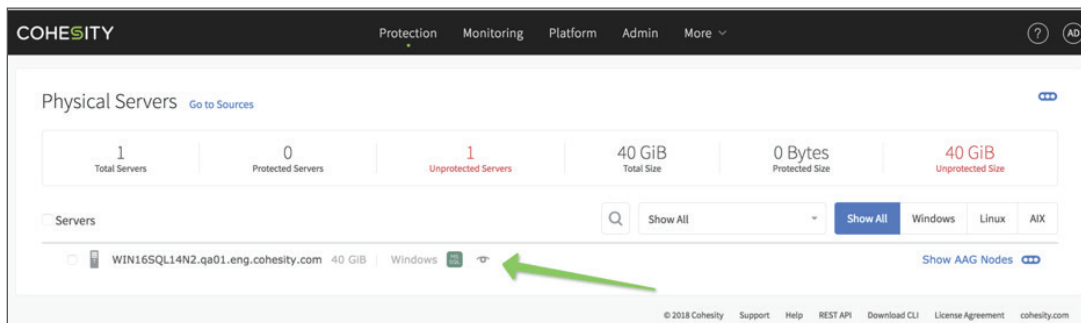 COHESITY Protection Monitoring Platform Admin More ? AD
Physical Servers Go to Sources
1 0 1 40 GiB 0 Bytes 40 GiB
Total Servers Protected Servers Unprotected Servers Total Size Protected Size Unprotected Size
Servers Show All Show All Windows Linux AIX
WIN16SQL14N2.qa01.eng.cohesity.com 40 GiB Windows MS SQL Show AAG Nodes
© 2018 Cohesity Support Help REST API Download CLI License Agreement cohesity.com